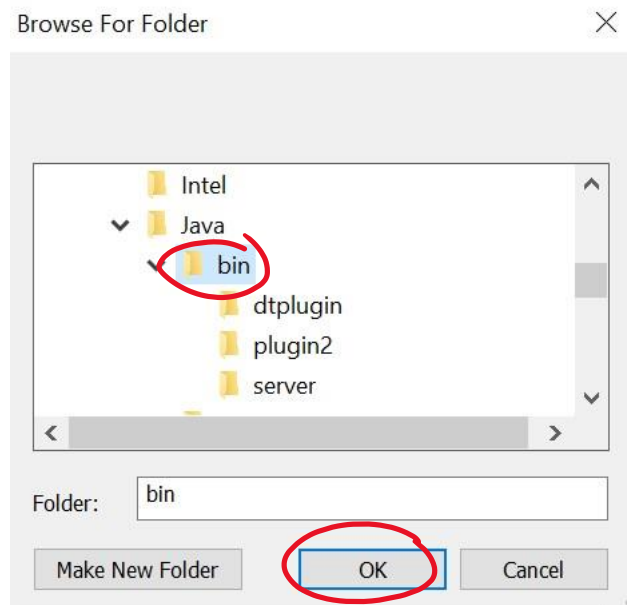 Browse For Folder
Intel
Java
bin
dtplugin
plugin2
server
Folder: bin
Make New Folder OK Cancel